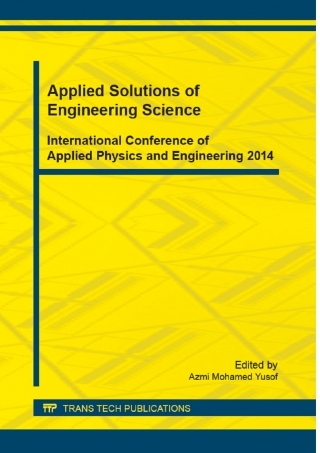 Applied Solutions of
Engineering Science
International Conference of
Applied Physics and Engineering 2014
Edited by
Azmi Mohamed Yusof
TTP TRANS TECH PUBLICATIONS